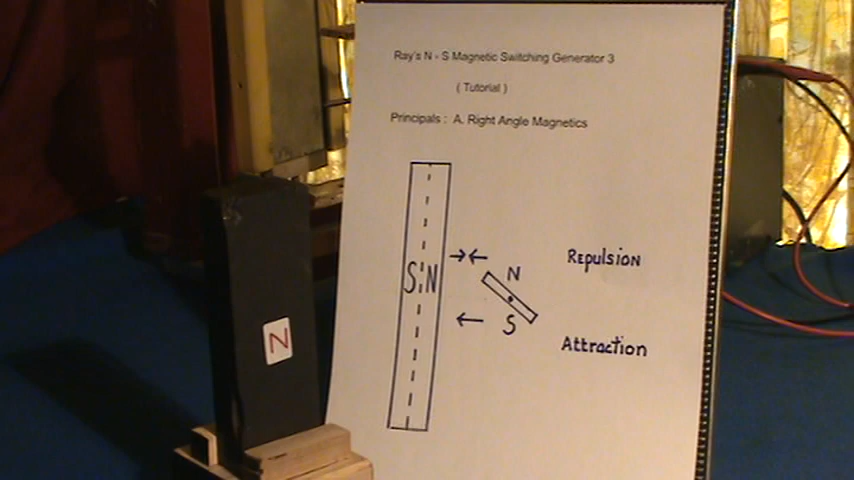 Ray's N - S Magnetic Switching Generator 3
( Tutorial )
Principals : A. Right Angle Magnetics
Repulsion
N
S N
S
Attraction
N